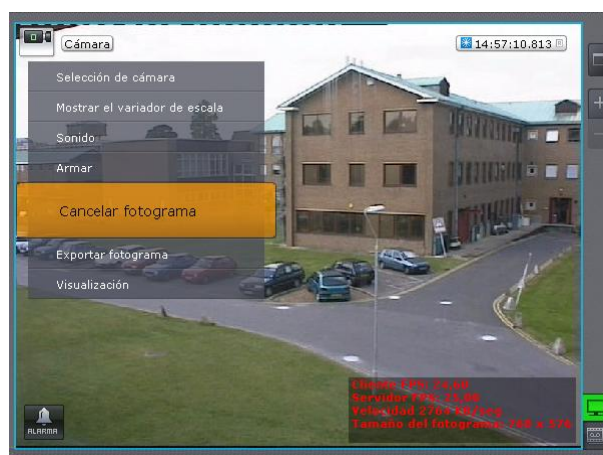 Cámara
14:57:10.813
Selección de cámara
Mostrar el variador de escala
Sonido
Armar
Cancelar fotograma
Exportar fotograma
Visualización
Cliente FPS: 24,60
Servidor FPS: 25,00
Velocidad 2764 kB/seg
Tamaño del fotograma: 768 x 576
ALARMA